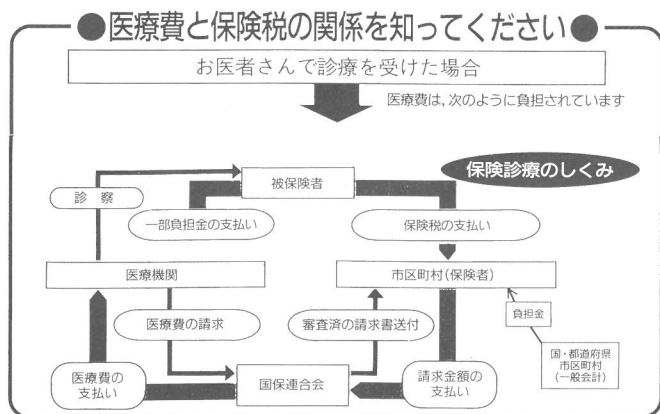 ●医療費と保険税の関係を知ってください●
お医者さんで診療を受けた場合
医療費は,次のように負担されています
保険診療のしくみ
被保険者
診察
一部負担金の支払い
保険税の支払い
医療機関
市区町村(保険者)
医療費の請求
審査済の請求書送付
負担金
国・都道府県
市区町村
(一般会計)
医療費の
支払い
国保連合会
請求金額の
支払い